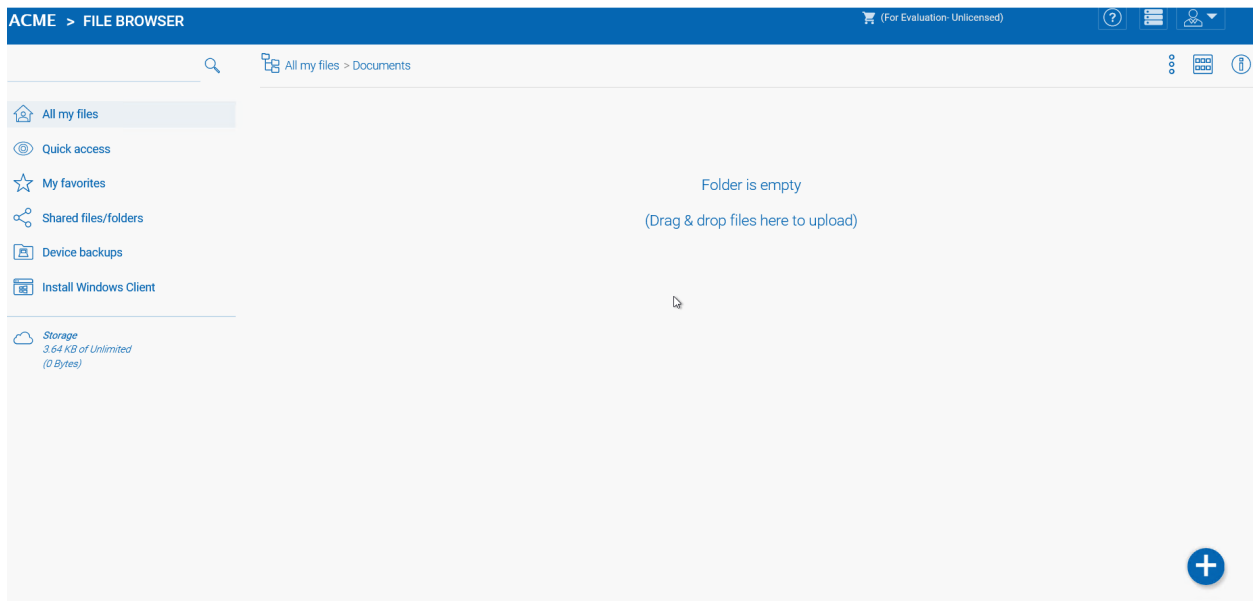 ACME > FILE BROWSER
(For Evaluation- Unlicensed)
All my files > Documents
All my files
Quick access
My favorites
Shared files/folders
Device backups
Install Windows Client
Storage
3.64 KB of Unlimited
(0 Bytes)
Folder is empty
(Drag & drop files here to upload)